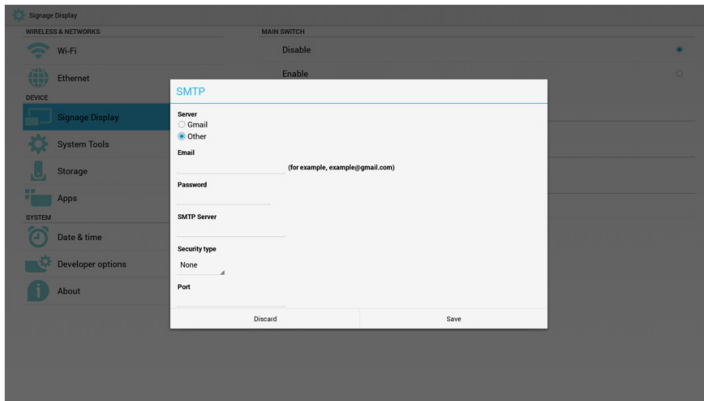 Signage Display
WIRELESS & NETWORKS
Wi-Fi
Ethernet
DEVICE
Signage Display
System Tools
Storage
Apps
SYSTEM
Date & time
Developer options
About
MAIN SWITCH
Disable
Enable
SMTP
Server
Gmail
Other
Email
(for example, example@gmail.com)
Password
SMTP Server
Security type
None
Port
Discard
Save